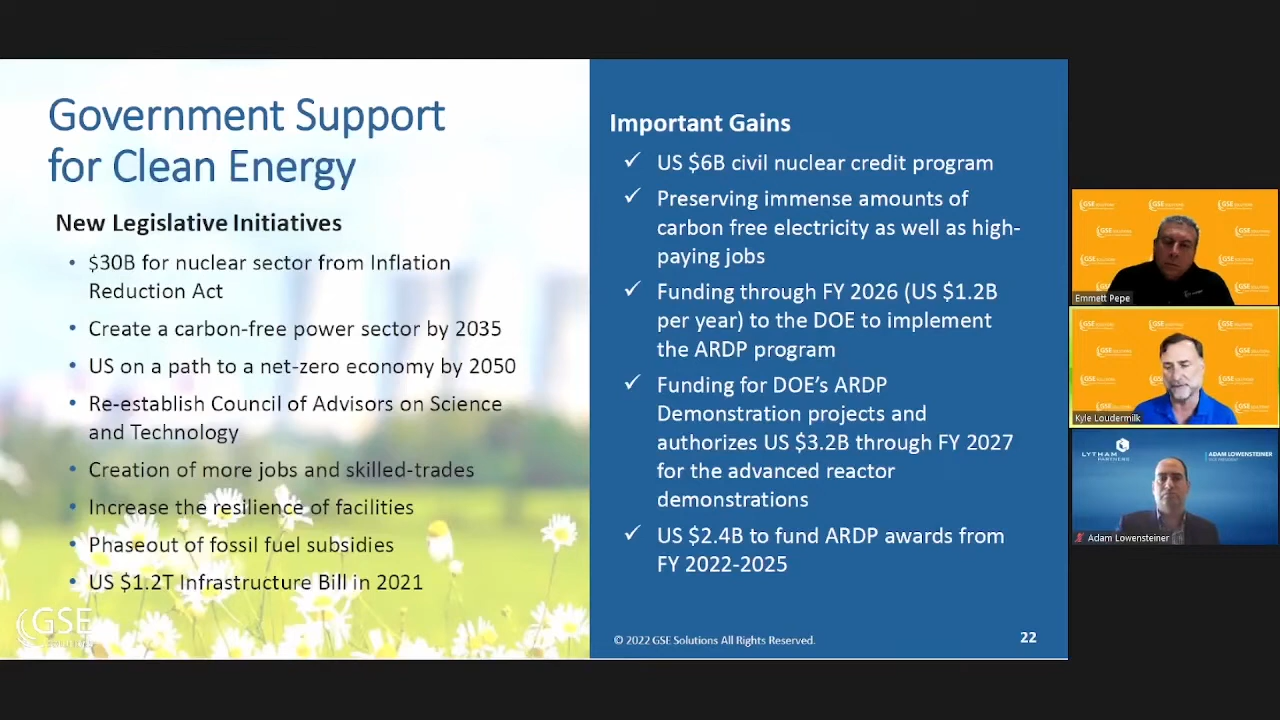 Government Support
for Clean Energy
New Legislative Initiatives
• $30B for nuclear sector from Inflation
Reduction Act
• Create a carbon-free power sector by 2035
• US on a path to a net-zero economy by 2050
• Re-establish Council of Advisors on Science
and Technology
• Creation of more jobs and skilled-trades
• Increase the resilience of facilities
• Phaseout of fossil fuel subsidies
• US $1.2T Infrastructure Bill in 2021
GSE
Important Gains
✓ US $6B civil nuclear credit program
✓ Preserving immense amounts of
carbon free electricity as well as high-
paying jobs
✓ Funding through FY 2026 (US $1.2B
per year) to the DOE to implement
the ARDP program
✓ Funding for DOE's ARDP
Demonstration projects and
authorizes US $3.2B through FY 2027
for the advanced reactor
demonstrations
✓ US $2.4B to fund ARDP awards from
FY 2022-2025
© 2022 GSE Solutions All Rights Reserved.
22
GSE
Emmett Pepe
GSE
Kyle Loudermilk
LYTHAM
PARTNERS
ADAM LOWENSTEINER
Adam Lowensteiner